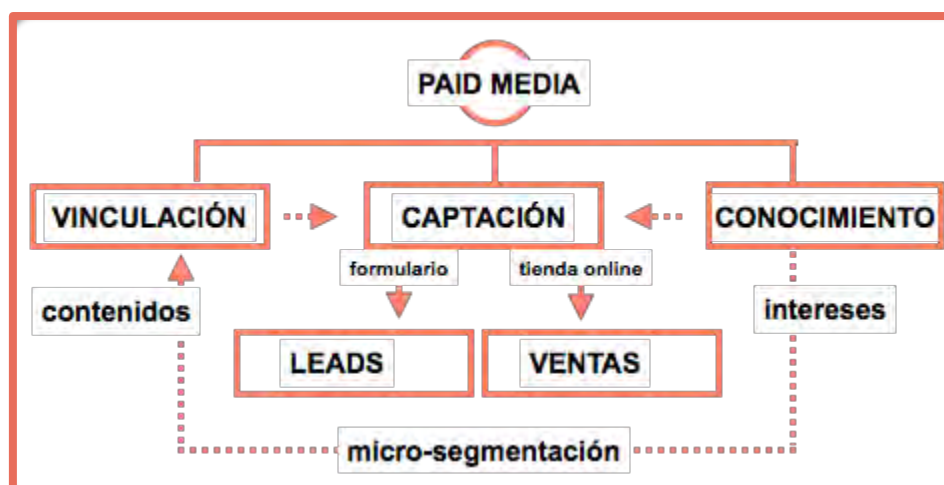 PAID MEDIA
VINCULACIÓN
CAPTACIÓN
CONOCIMIENTO
formulario
tienda online
contenidos
intereses
LEADS
VENTAS
micro-segmentación